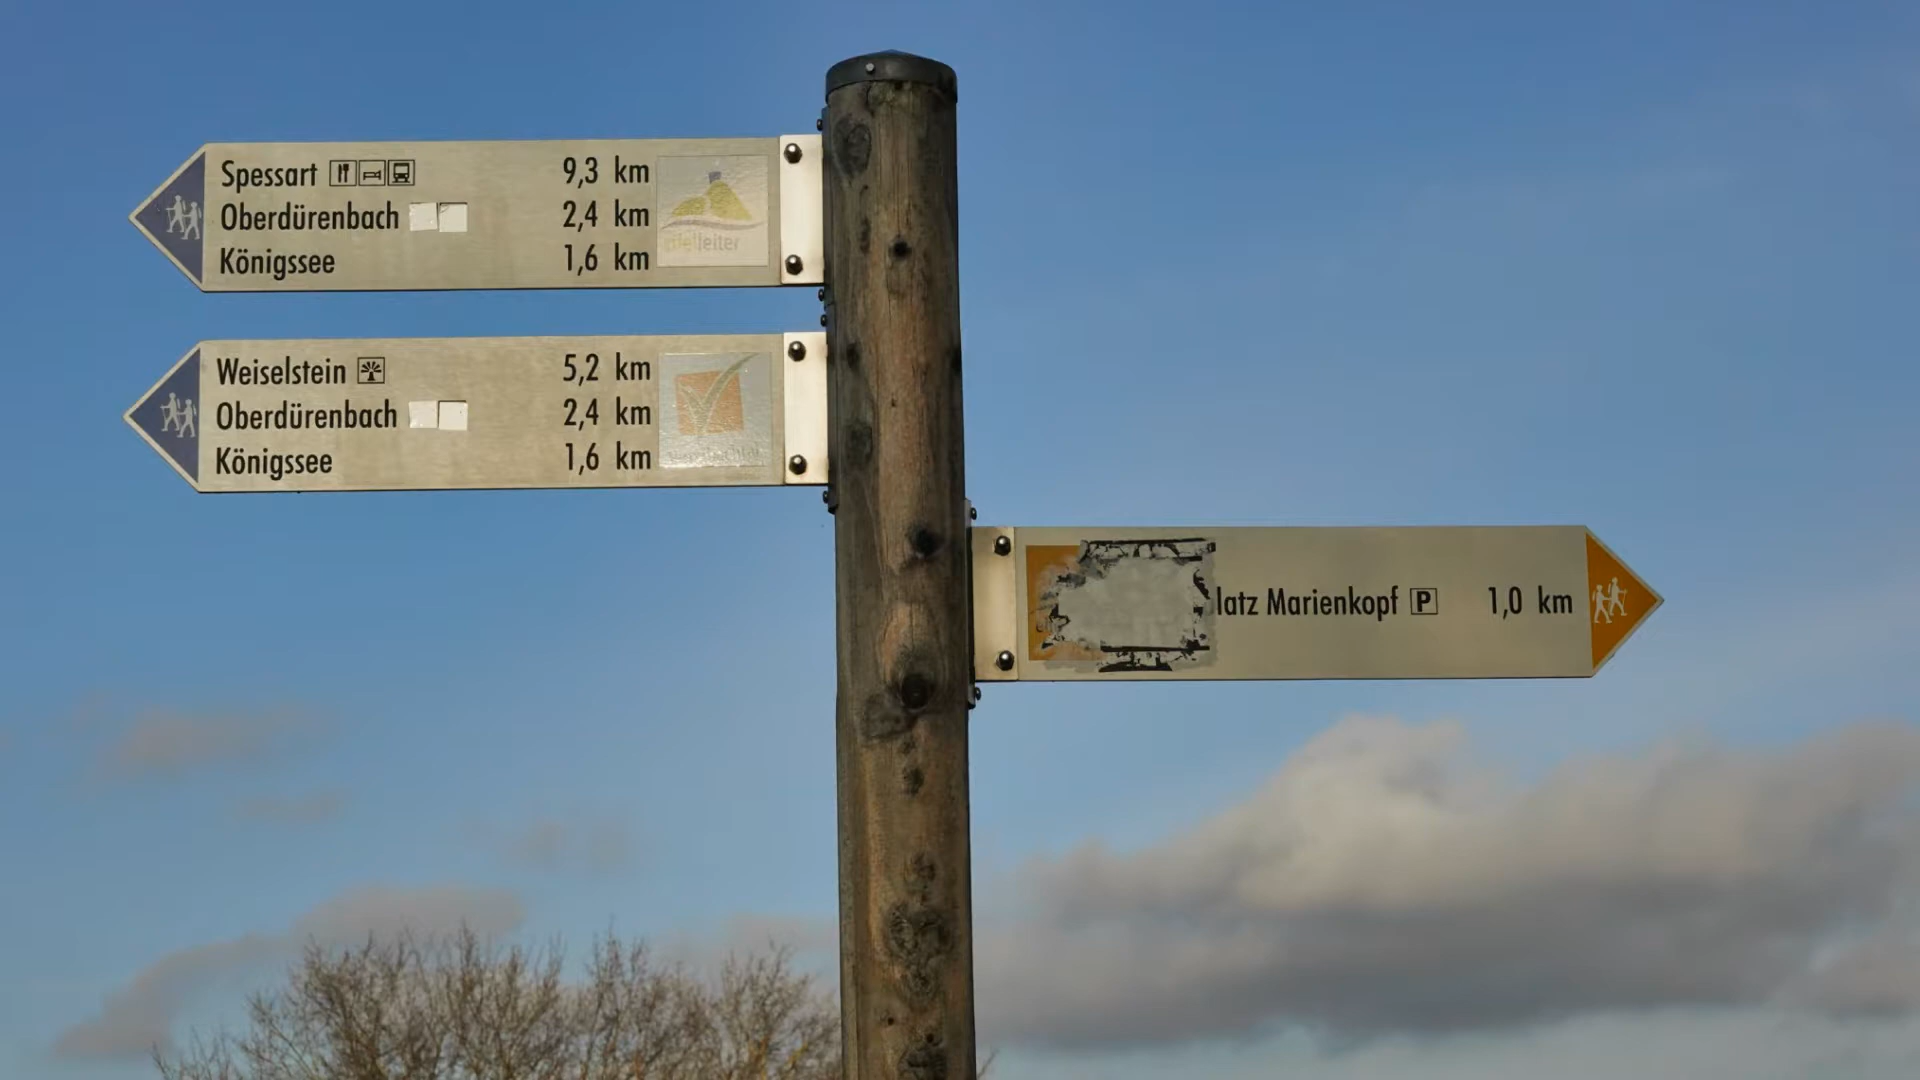 Spessart 9,3 km
Oberdürenbach 2,4 km
Königssee 1,6 km
Weiselstein 5,2 km
Oberdürenbach 2,4 km
Königssee 1,6 km
latz Marienkopf P 1,0 km